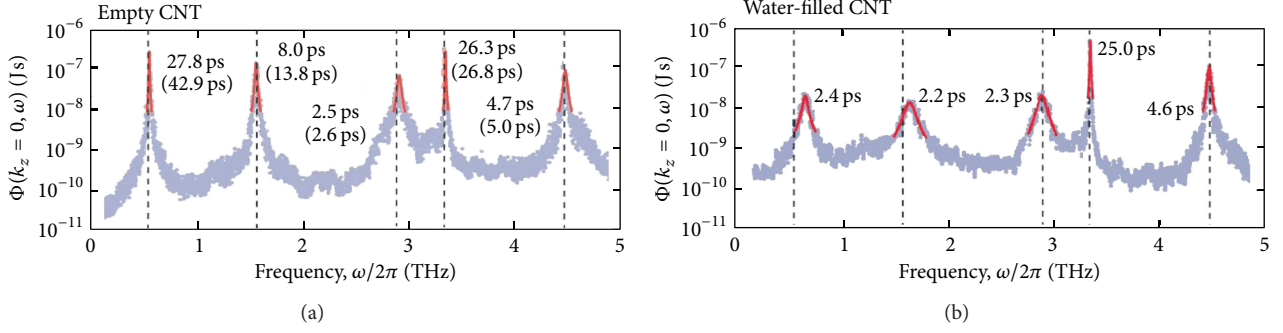 Empty CNT
Φ(k_z = 0, ω) (J s)
10^−6
10^−7
10^−8
10^−9
10^−10
10^−11
27.8 ps
(42.9 ps)
8.0 ps
(13.8 ps)
2.5 ps
(2.6 ps)
26.3 ps
(26.8 ps)
4.7 ps
(5.0 ps)
0 1 2 3 4 5
Frequency, ω/2π (THz)
(a)
Water-filled CNT
Φ(k_z = 0, ω) (J s)
10^−6
10^−7
10^−8
10^−9
10^−10
10^−11
2.4 ps
2.2 ps
2.3 ps
25.0 ps
4.6 ps
0 1 2 3 4 5
Frequency, ω/2π (THz)
(b)